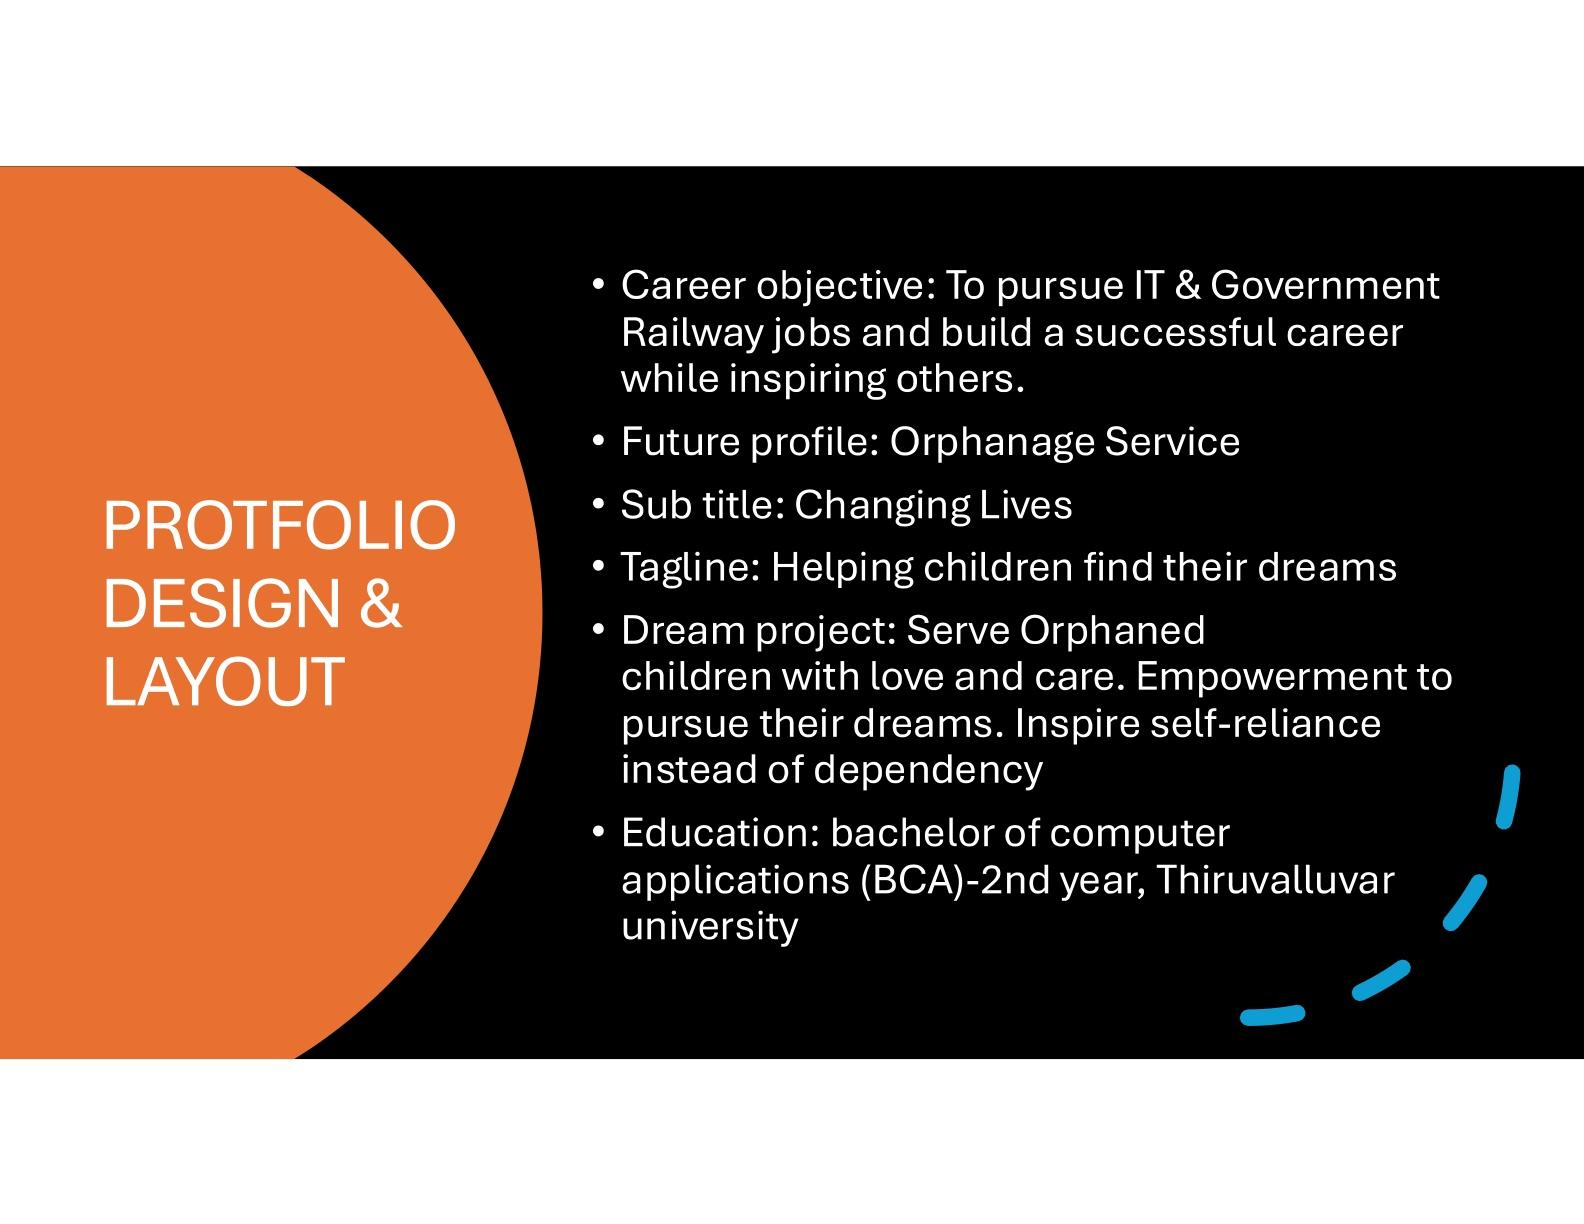 PROTFOLIO
DESIGN &
LAYOUT
• Career objective: To pursue IT & Government
Railway jobs and build a successful career
while inspiring others.
• Future profile: Orphanage Service
• Sub title: Changing Lives
• Tagline: Helping children find their dreams
• Dream project: Serve Orphaned
children with love and care. Empowerment to
pursue their dreams. Inspire self-reliance
instead of dependency
• Education: bachelor of computer
applications (BCA)-2nd year, Thiruvalluvar
university